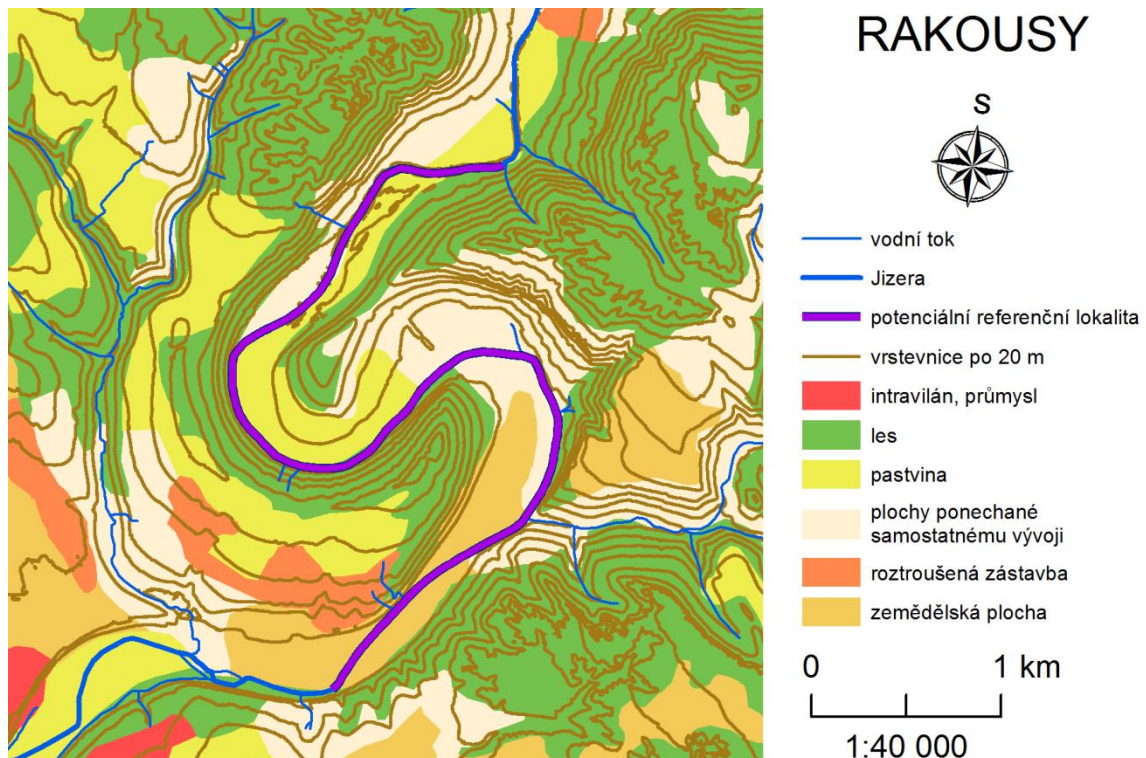 RAKOUSY
S
vodní tok
Jizera
potenciální referenční lokalita
vrstevnice po 20 m
intravilán, průmysl
les
pastvina
plochy ponechané
samostatnému vývoji
roztroušená zástavba
zemědělská plocha
0 1 km
1:40 000